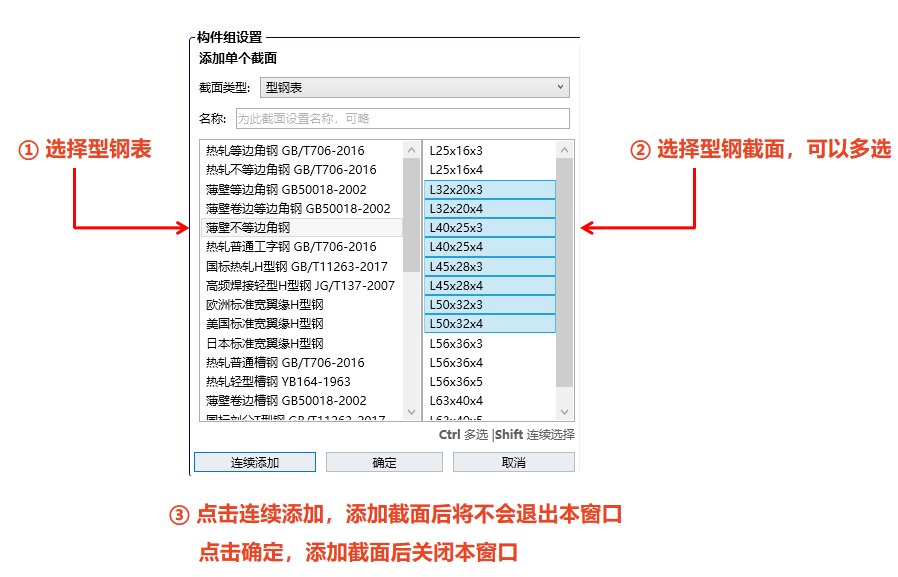 构件组设置
添加单个截面
截面类型: 型钢表
名称: 为此截面设置名称，可略
① 选择型钢表
② 选择型钢截面，可以多选
热轧等边角钢 GB/T706-2016
热轧不等边角钢 GB/T706-2016
薄壁等边角钢 GB50018-2002
薄壁卷边等边角钢 GB50018-2002
薄壁不等边角钢
热轧普通工字钢 GB/T706-2016
国标热轧H型钢 GB/T11263-2017
高频焊接轻型H型钢 JG/T137-2007
欧洲标准宽翼缘H型钢
美国标准宽翼缘H型钢
日本标准宽翼缘H型钢
热轧普通槽钢 GB/T706-2016
热轧轻型槽钢 YB164-1963
薄壁卷边槽钢 GB50018-2002
国标剖分T型钢 GB/T11263-2017
L25x16x3
L25x16x4
L32x20x3
L32x20x4
L40x25x3
L40x25x4
L45x28x3
L45x28x4
L50x32x3
L50x32x4
L56x36x3
L56x36x4
L56x36x5
L63x40x4
L63x40x5
Ctrl 多选 |Shift 连续选择
连续添加 确定 取消
③ 点击连续添加，添加截面后将不会退出本窗口
点击确定，添加截面后关闭本窗口